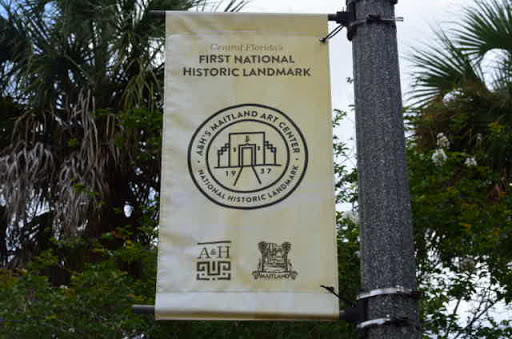 Central Florida's
FIRST NATIONAL
HISTORIC LANDMARK
A&H'S MAITLAND ART CENTER
19 37
NATIONAL HISTORIC LANDMARK
A&H
MAITLAND